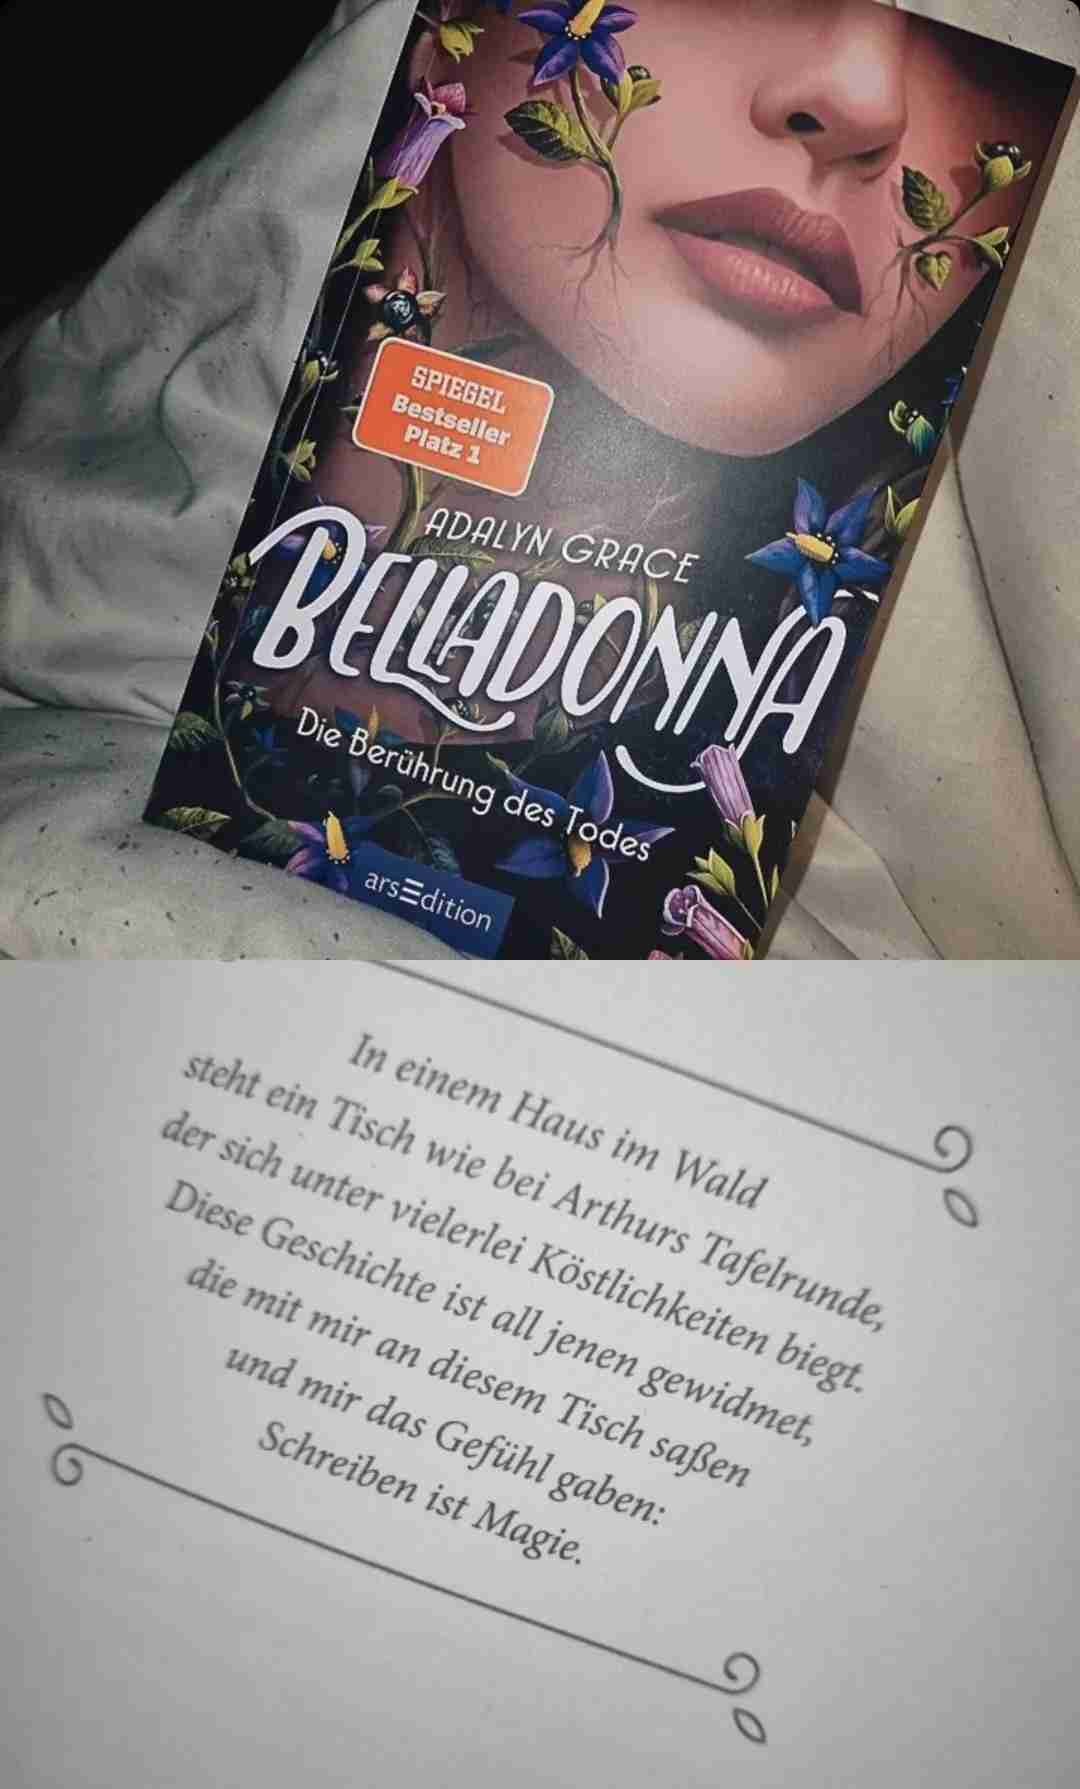 SPIEGEL
Bestseller
Platz 1
ADALYN GRACE
BELLADONNA
Die Berührung des Todes
arsEdition
In einem Haus im Wald
steht ein Tisch wie bei Arthurs Tafelrunde,
der sich unter vielerlei Köstlichkeiten biegt.
Diese Geschichte ist all jenen gewidmet,
die mit mir an diesem Tisch saßen
und mir das Gefühl gaben:
Schreiben ist Magie.